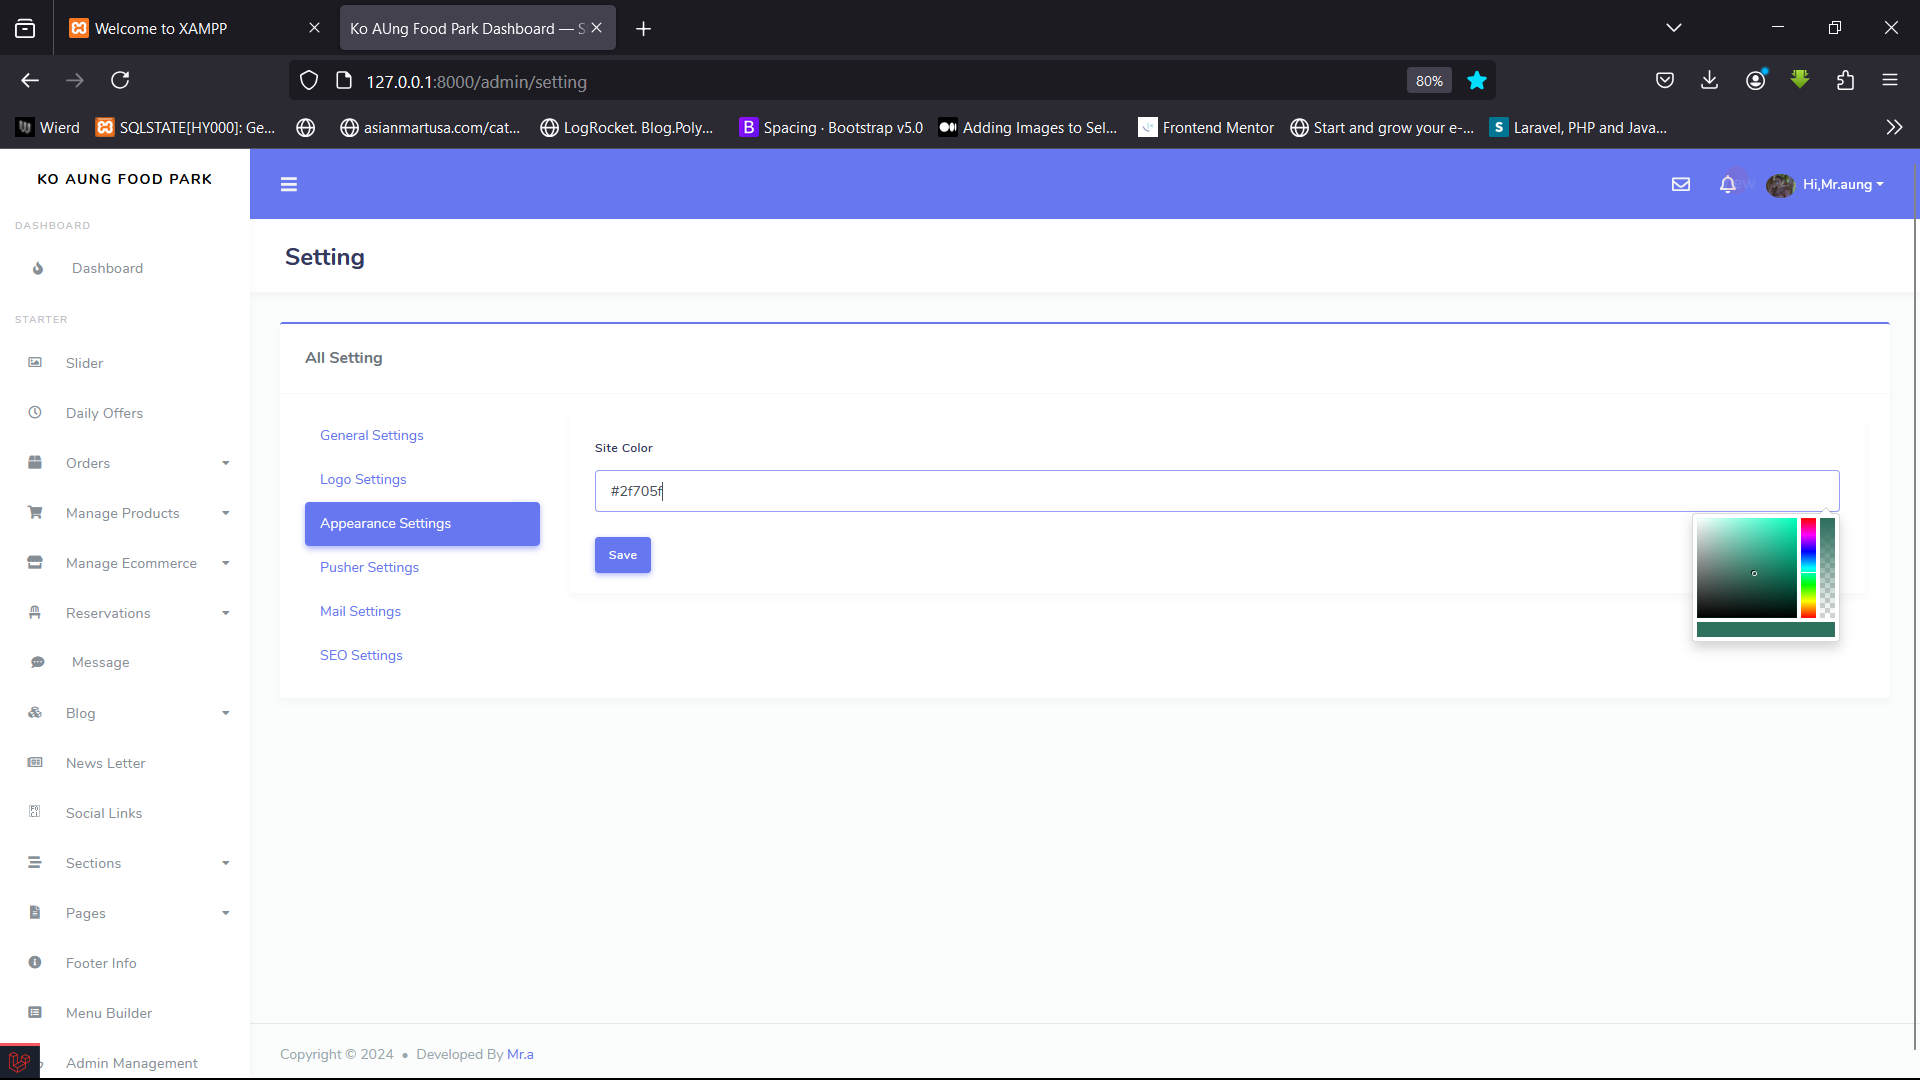 Welcome to XAMPP
Ko AUng Food Park Dashboard — S
127.0.0.1:8000/admin/setting
80%
Wierd
SQLSTATE[HY000]: Ge...
asianmartusa.com/cat...
LogRocket. Blog.Poly...
B Spacing · Bootstrap v5.0
Adding Images to Sel...
Frontend Mentor
Start and grow your e-...
S Laravel, PHP and Java...
KO AUNG FOOD PARK
Hi,Mr.aung
DASHBOARD
Dashboard
STARTER
Slider
Daily Offers
Orders
Manage Products
Manage Ecommerce
Reservations
Message
Blog
News Letter
Social Links
Sections
Pages
Footer Info
Menu Builder
Admin Management
Setting
All Setting
General Settings
Logo Settings
Appearance Settings
Pusher Settings
Mail Settings
SEO Settings
Site Color
#2f705f
Save
Copyright © 2024 • Developed By Mr.a